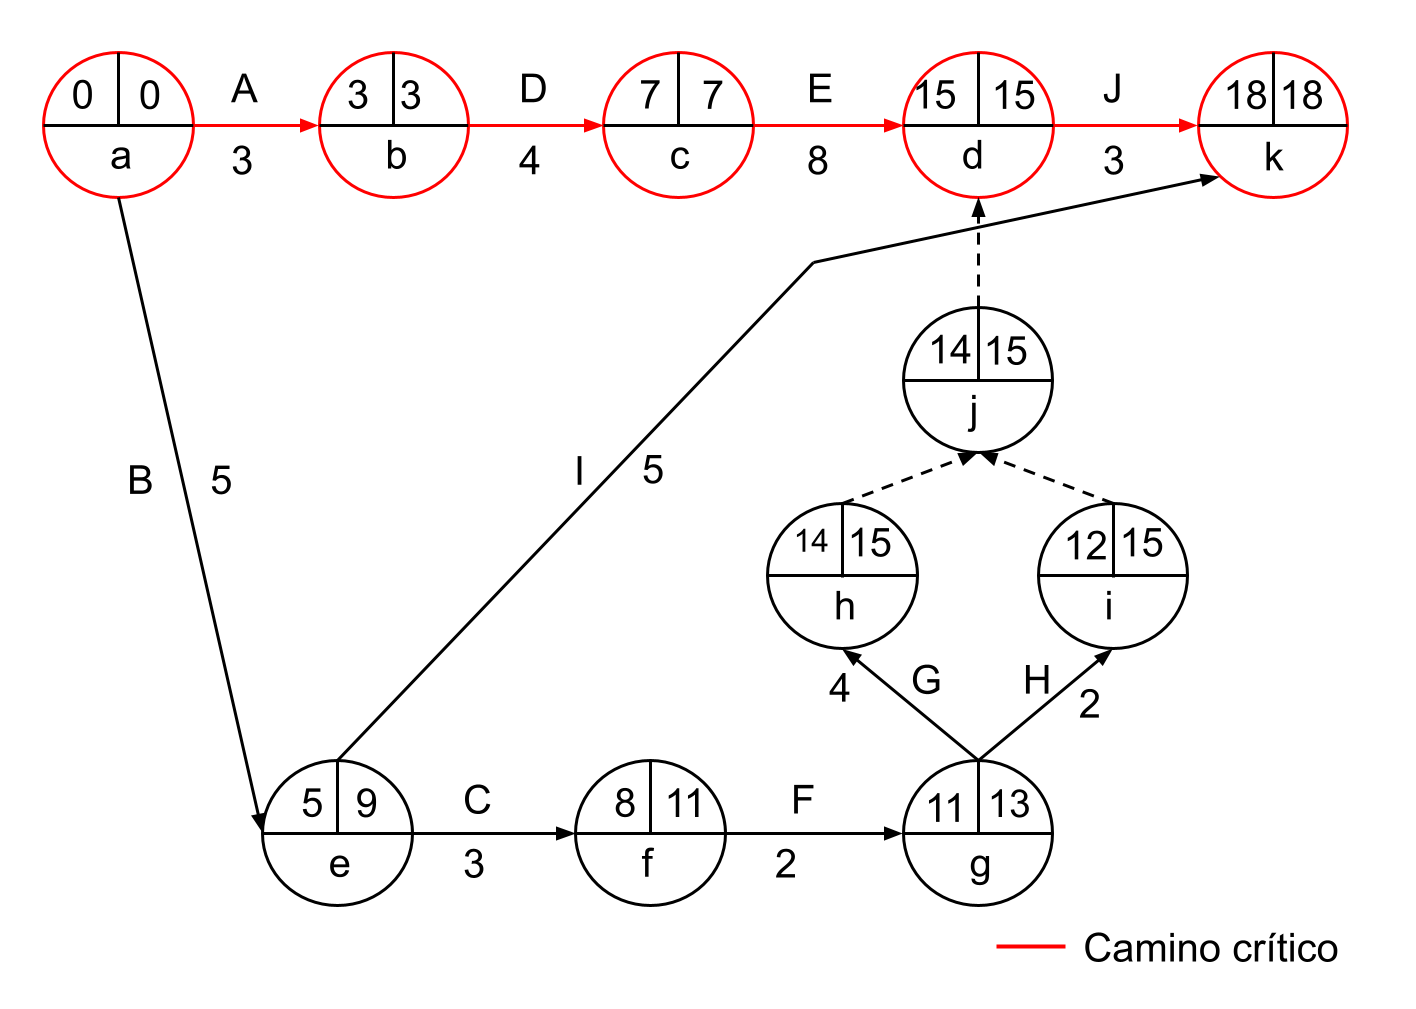 0 0 A 3 3 D 7 7 E 15 15 J 18 18
a 3 b 4 c 8 d 3 k
14 15
j
B 5 I 5
14 15 12 15
h i
4 G H 2
5 9 C 8 11 F 11 13
e 3 f 2 g
Camino crítico